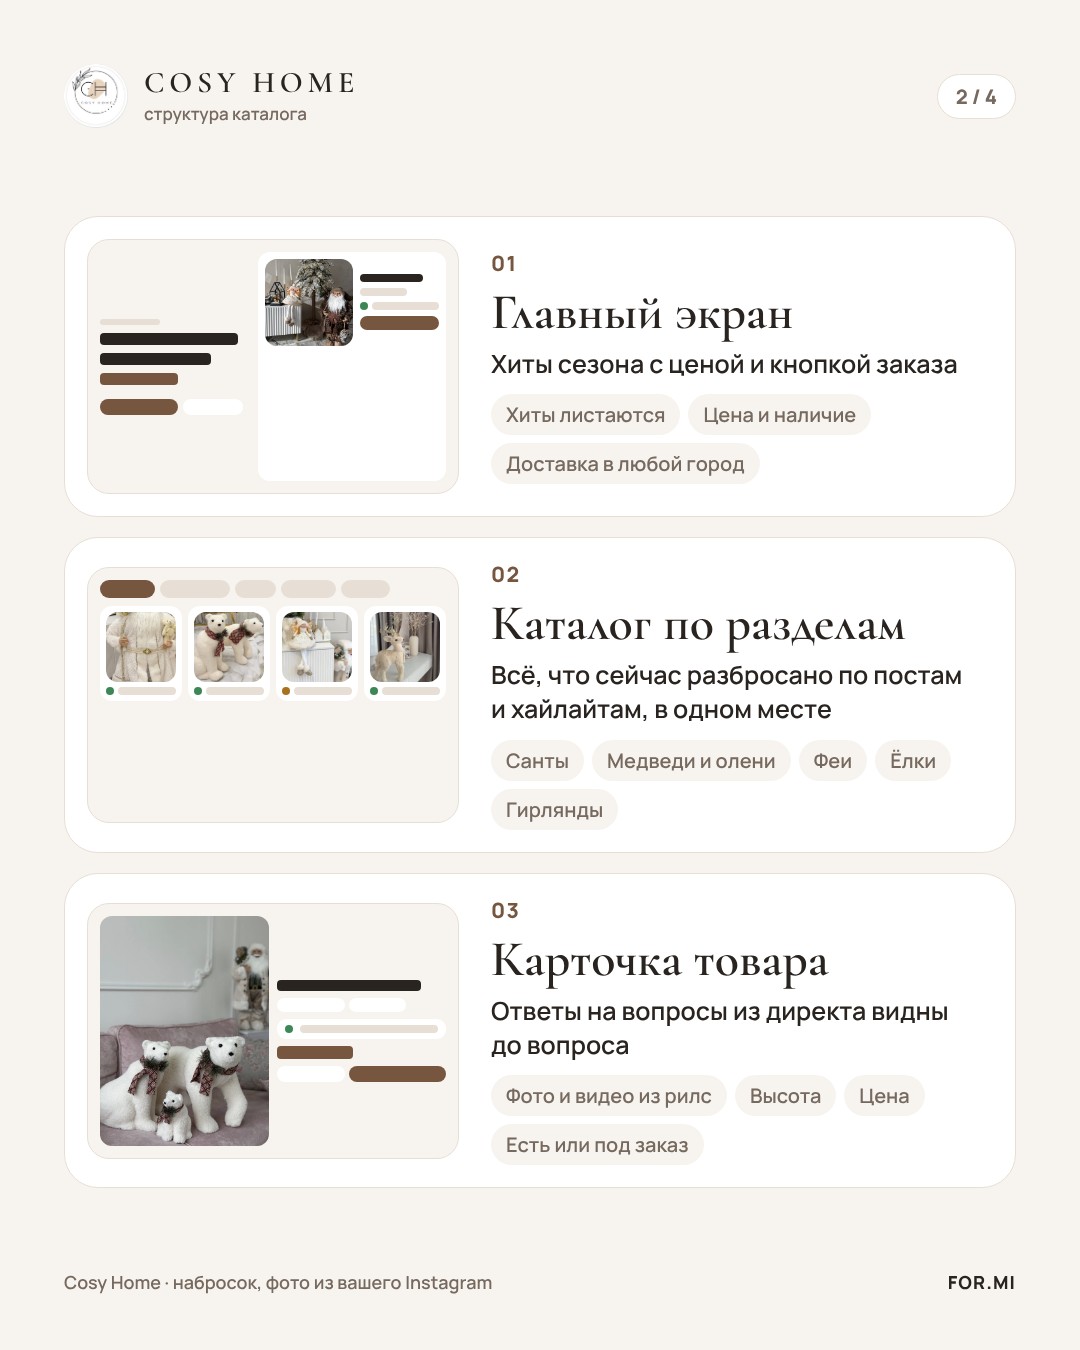 COSY HOME
структура каталога
2 / 4
01
Главный экран
Хиты сезона с ценой и кнопкой заказа
Хиты листаются
Цена и наличие
Доставка в любой город
02
Каталог по разделам
Всё, что сейчас разбросано по постам
и хайлайтам, в одном месте
Санты
Медведи и олени
Феи
Ёлки
Гирлянды
03
Карточка товара
Ответы на вопросы из директа видны
до вопроса
Фото и видео из рилс
Высота
Цена
Есть или под заказ
Cosy Home · набросок, фото из вашего Instagram
FOR.MI